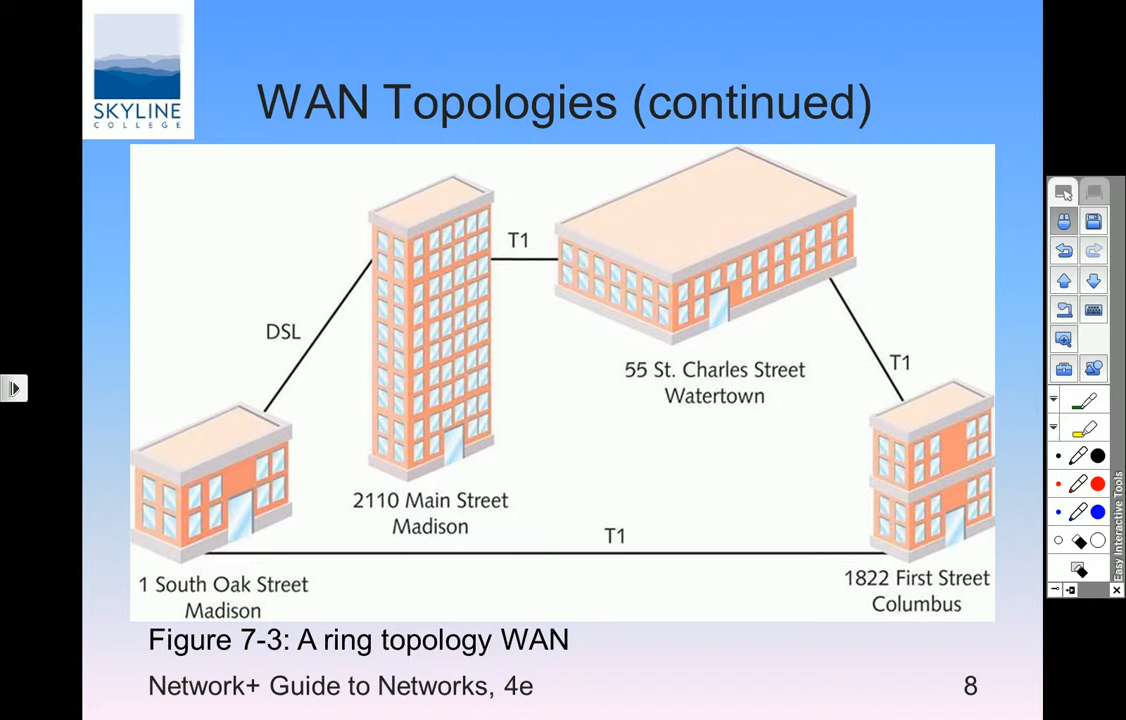 SKYLINE
COLLEGE
WAN Topologies (continued)
T1
DSL
55 St. Charles Street
Watertown
T1
2110 Main Street
Madison
T1
1 South Oak Street
Madison
1822 First Street
Columbus
Figure 7-3: A ring topology WAN
Network+ Guide to Networks, 4e
8
Easy Interactive Tools